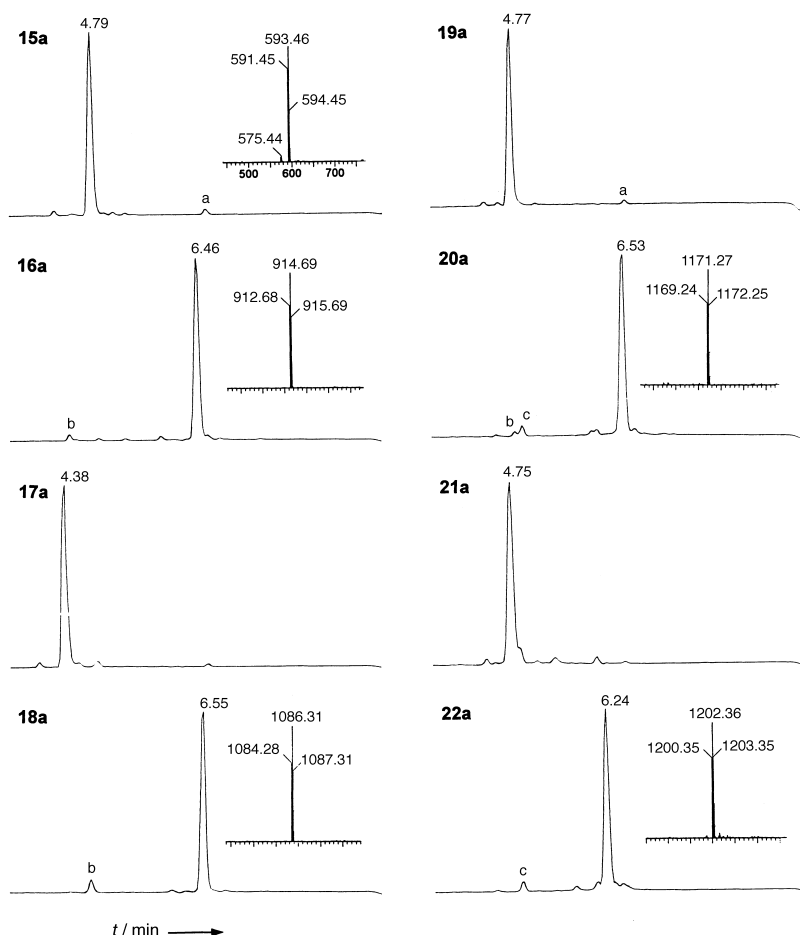 15a
4.79
593.46
591.45
594.45
575.44
500 600 700
a
19a
4.77
a
16a
6.46
914.69
912.68
915.69
b
20a
6.53
1171.27
1169.24
1172.25
b
c
17a
4.38
21a
4.75
18a
6.55
1086.31
1084.28
1087.31
b
22a
6.24
1202.36
1200.35
1203.35
c
t / min